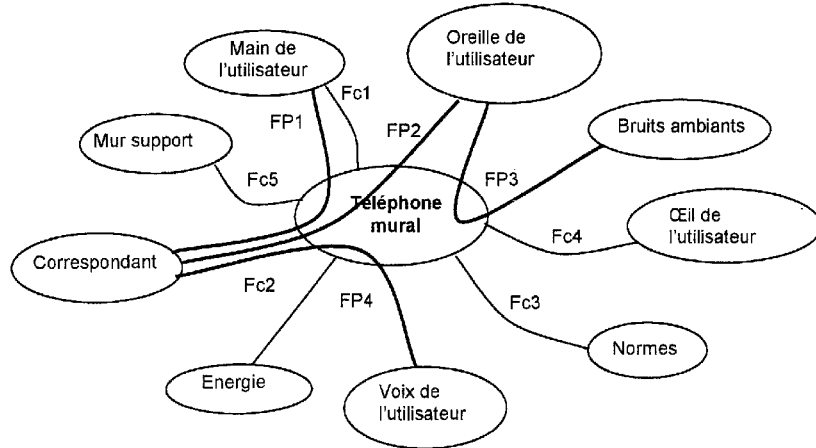 Main de
l'utilisateur
Oreille de
l'utilisateur
Fc1
FP1
FP2
Bruits ambiants
Mur support
Fc5
FP3
Téléphone
mural
Œil de
l'utilisateur
Fc4
Correspondant
Fc2
FP4
Fc3
Normes
Energie
Voix de
l'utilisateur